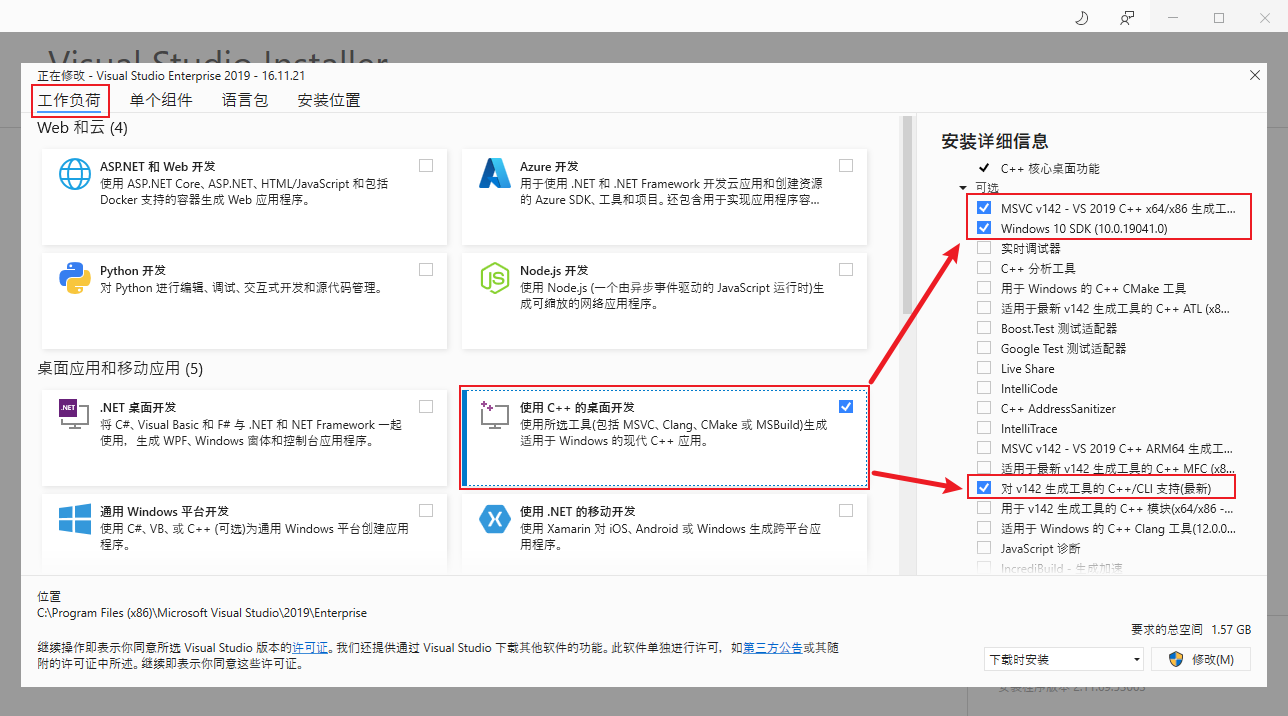 Visual Studio Installer
正在修改 - Visual Studio Enterprise 2019 - 16.11.21
工作负荷 单个组件 语言包 安装位置
Web 和云 (4)
ASP.NET 和 Web 开发
使用 ASP.NET Core、ASP.NET、HTML/JavaScript 和包括
Docker 支持的容器生成 Web 应用程序。
Azure 开发
用于使用 .NET 和 .NET Framework 开发云应用和创建资源
的 Azure SDK、工具和项目。还包含用于实现应用程序容...
Python 开发
对 Python 进行编辑、调试、交互式开发和源代码管理。
Node.js 开发
使用 Node.js (一个由异步事件驱动的 JavaScript 运行时)生
成可缩放的网络应用程序。
桌面应用和移动应用 (5)
.NET
.NET 桌面开发
将 C#、Visual Basic 和 F# 与 .NET 和 NET Framework 一起
使用，生成 WPF、Windows 窗体和控制台应用程序。
使用 C++ 的桌面开发
使用所选工具(包括 MSVC、Clang、CMake 或 MSBuild)生成
适用于 Windows 的现代 C++ 应用。
通用 Windows 平台开发
使用 C#、VB、或 C++ (可选)为通用 Windows 平台创建应用
程序。
使用 .NET 的移动开发
使用 Xamarin 对 iOS、Android 或 Windows 生成跨平台应
用程序。
安装详细信息
C++ 核心桌面功能
可选
MSVC v142 - VS 2019 C++ x64/x86 生成工...
Windows 10 SDK (10.0.19041.0)
实时调试器
C++ 分析工具
用于 Windows 的 C++ CMake 工具
适用于最新 v142 生成工具的 C++ ATL (x8...
Boost.Test 测试适配器
Google Test 测试适配器
Live Share
IntelliCode
C++ AddressSanitizer
IntelliTrace
MSVC v142 - VS 2019 C++ ARM64 生成工...
适用于最新 v142 生成工具的 C++ MFC (x8...
对 v142 生成工具的 C++/CLI 支持(最新)
用于 v142 生成工具的 C++ 模块(x64/x86 -...
适用于 Windows 的 C++ Clang 工具(12.0.0...
JavaScript 诊断
IncrediBuild - 生成加速
位置
C:\Program Files (x86)\Microsoft Visual Studio\2019\Enterprise
继续操作即表示你同意所选 Visual Studio 版本的许可证。我们还提供通过 Visual Studio 下载其他软件的功能。此软件单独进行许可，如第三方公告或其随
附的许可证中所述。继续即表示你同意这些许可证。
要求的总空间 1.57 GB
下载时安装
修改(M)